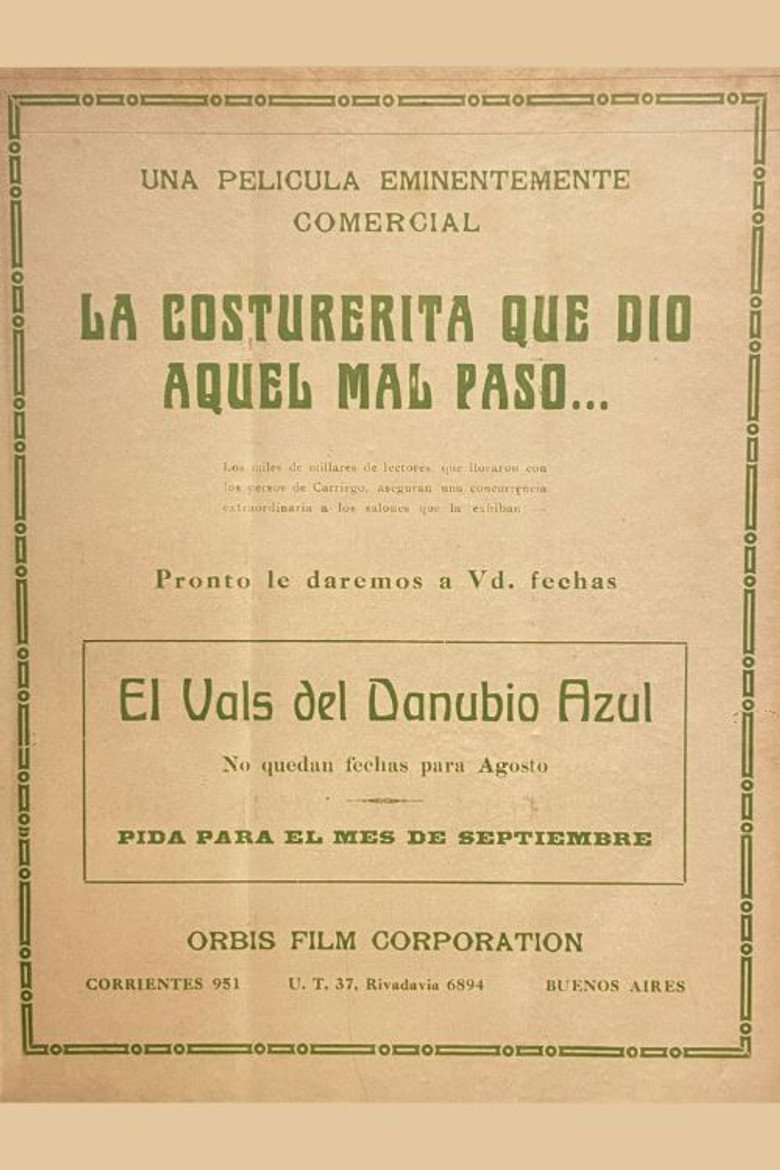 UNA PELICULA EMINENTEMENTE
COMERCIAL
LA COSTURERITA QUE DIO
AQUEL MAL PASO...
Los miles de millares de lectores, que lloraron con
los versos de Carriego, aseguran una concurrencia
extraordinaria a los salones que la exhiban
Pronto le daremos a Vd. fechas
El Vals del Danubio Azul
No quedan fechas para Agosto
PIDA PARA EL MES DE SEPTIEMBRE
ORBIS FILM CORPORATION
CORRIENTES 951 U. T. 37, Rivadavia 6894 BUENOS AIRES